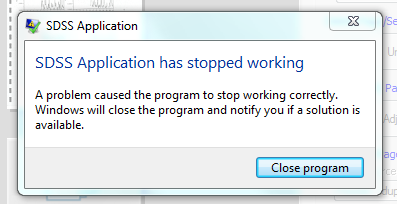 SDSS Application
SDSS Application has stopped working
A problem caused the program to stop working correctly.
Windows will close the program and notify you if a solution is
available.
Close program